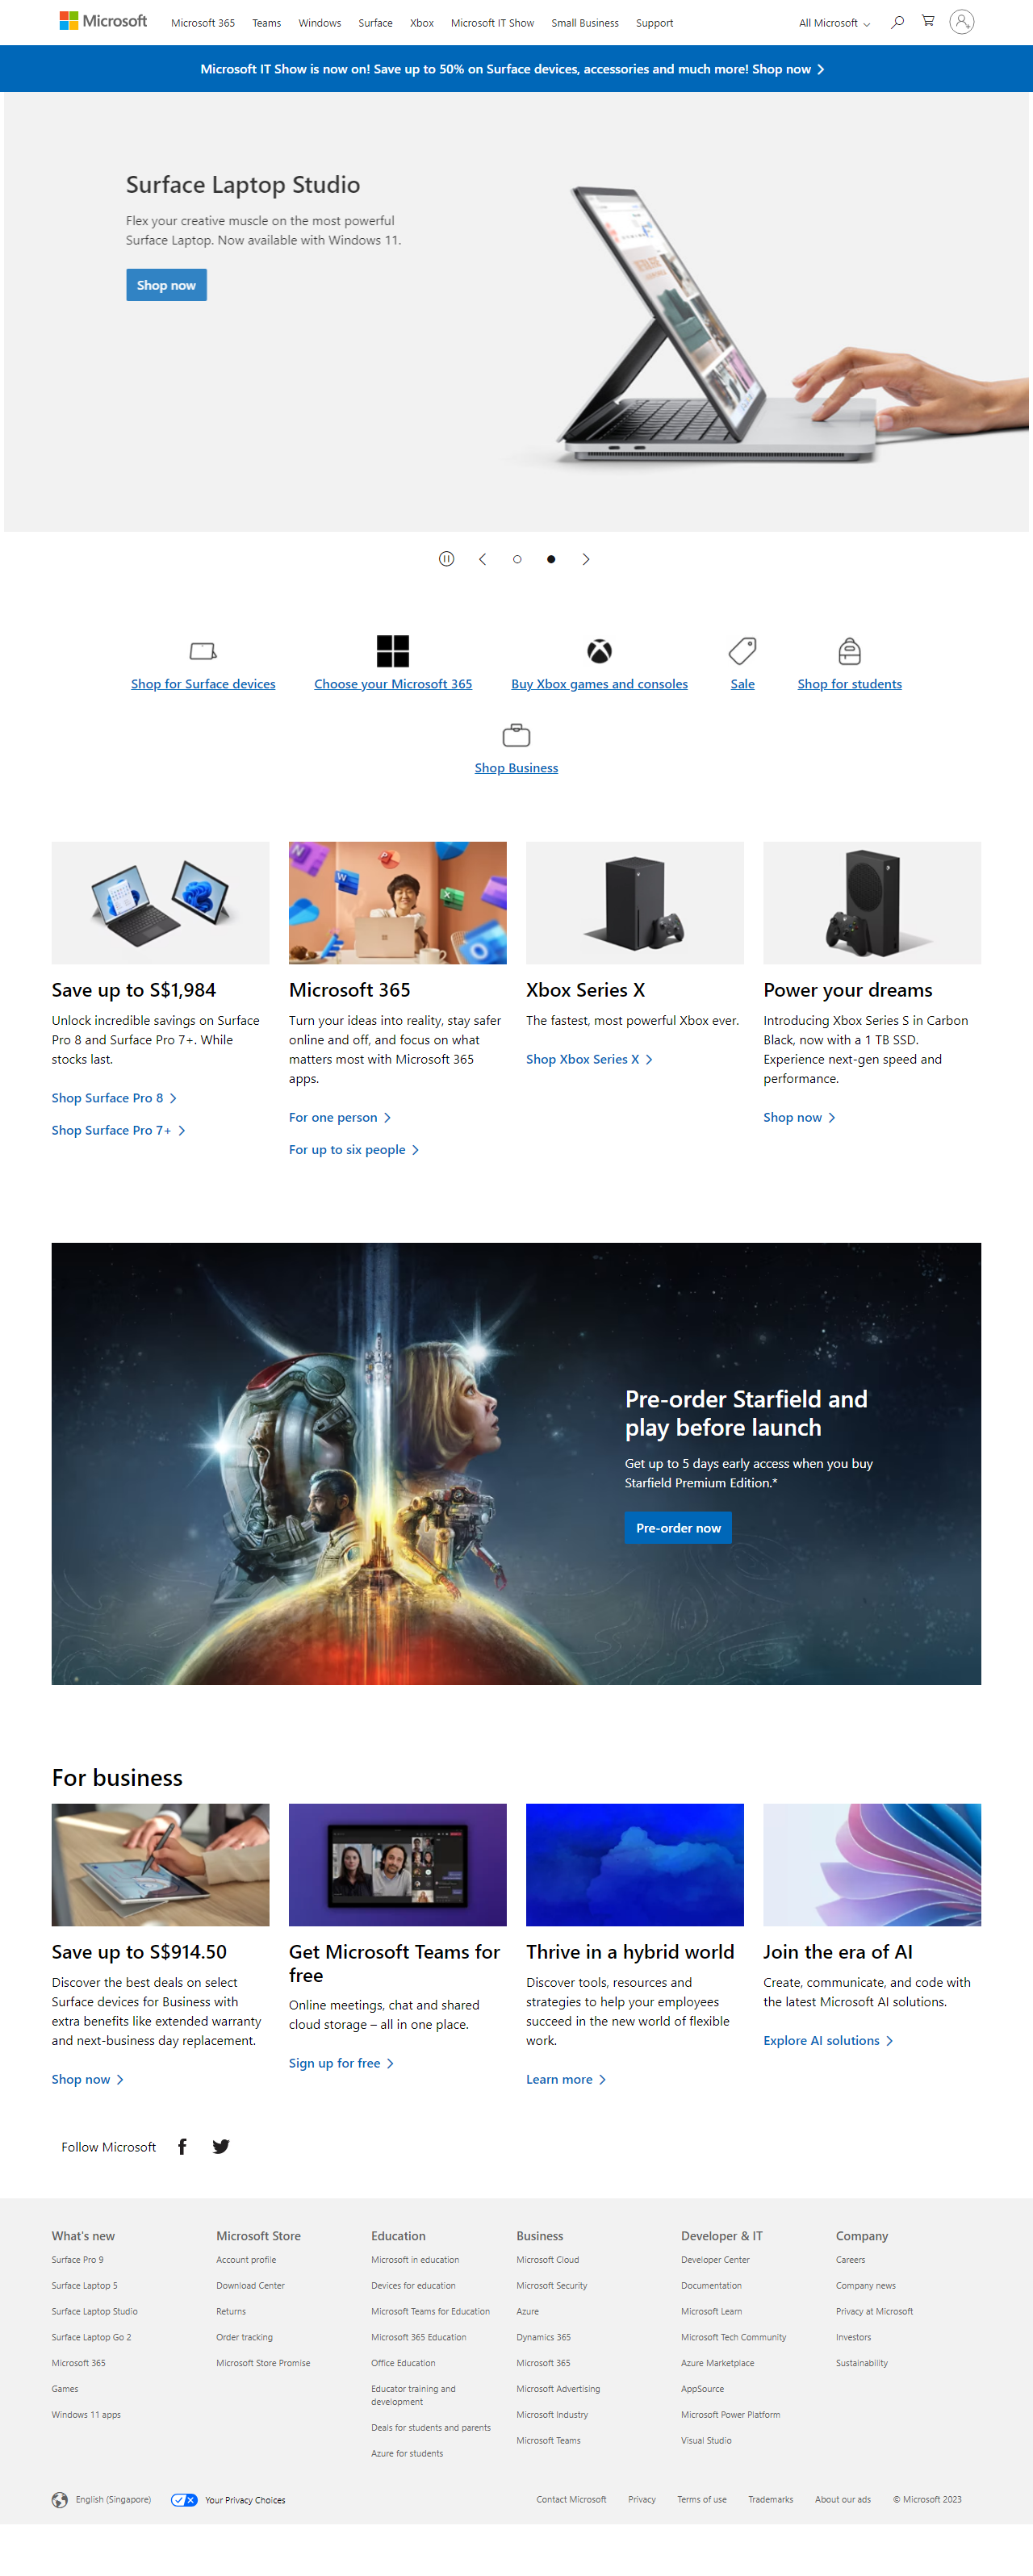 Microsoft
Microsoft 365
Teams
Windows
Surface
Xbox
Microsoft IT Show
Small Business
Support
All Microsoft
Microsoft IT Show is now on! Save up to 50% on Surface devices, accessories and much more! Shop now
Surface Laptop Studio
Flex your creative muscle on the most powerful
Surface Laptop. Now available with Windows 11.
Shop now
Shop for Surface devices
Choose your Microsoft 365
Buy Xbox games and consoles
Sale
Shop for students
Shop Business
Save up to S$1,984
Unlock incredible savings on Surface
Pro 8 and Surface Pro 7+. While
stocks last.
Shop Surface Pro 8
Shop Surface Pro 7+
Microsoft 365
Turn your ideas into reality, stay safer
online and off, and focus on what
matters most with Microsoft 365
apps.
For one person
For up to six people
Xbox Series X
The fastest, most powerful Xbox ever.
Shop Xbox Series X
Power your dreams
Introducing Xbox Series S in Carbon
Black, now with a 1 TB SSD.
Experience next-gen speed and
performance.
Shop now
Pre-order Starfield and
play before launch
Get up to 5 days early access when you buy
Starfield Premium Edition.*
Pre-order now
For business
Save up to S$914.50
Discover the best deals on select
Surface devices for Business with
extra benefits like extended warranty
and next-business day replacement.
Shop now
Get Microsoft Teams for
free
Online meetings, chat and shared
cloud storage – all in one place.
Sign up for free
Thrive in a hybrid world
Discover tools, resources and
strategies to help your employees
succeed in the new world of flexible
work.
Learn more
Join the era of AI
Create, communicate, and code with
the latest Microsoft AI solutions.
Explore AI solutions
Follow Microsoft
What's new
Surface Pro 9
Surface Laptop 5
Surface Laptop Studio
Surface Laptop Go 2
Microsoft 365
Games
Windows 11 apps
Microsoft Store
Account profile
Download Center
Returns
Order tracking
Microsoft Store Promise
Education
Microsoft in education
Devices for education
Microsoft Teams for Education
Microsoft 365 Education
Office Education
Educator training and
development
Deals for students and parents
Azure for students
Business
Microsoft Cloud
Microsoft Security
Azure
Dynamics 365
Microsoft 365
Microsoft Advertising
Microsoft Industry
Microsoft Teams
Developer & IT
Developer Center
Documentation
Microsoft Learn
Microsoft Tech Community
Azure Marketplace
AppSource
Microsoft Power Platform
Visual Studio
Company
Careers
Company news
Privacy at Microsoft
Investors
Sustainability
English (Singapore)
Your Privacy Choices
Contact Microsoft
Privacy
Terms of use
Trademarks
About our ads
© Microsoft 2023